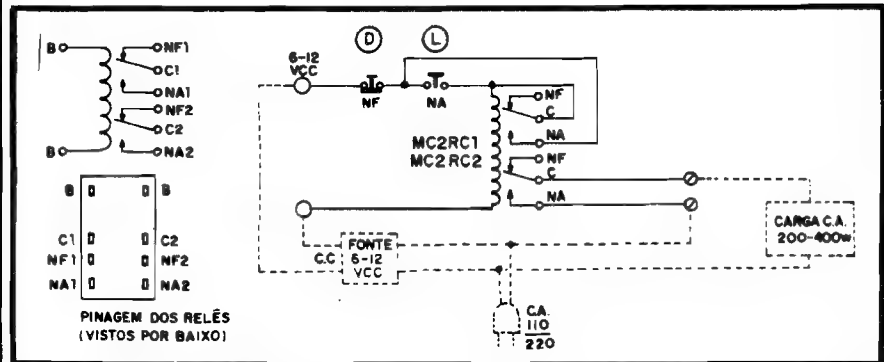 B
NF1
C1
NA1
NF2
C2
B
NA2
B
B
C1
C2
NF1
NF2
NA1
NA2
PINAGEM DOS RELÊS
(VISTOS POR BAIXO)
D
L
6-12
VCC
NF
NA
NF
C
NA
MC2RC1
MC2RC2
NF
C
NA
C.C
FONTE
6-12
VCC
CARGA C.A.
200-400w
C.A.
110
220